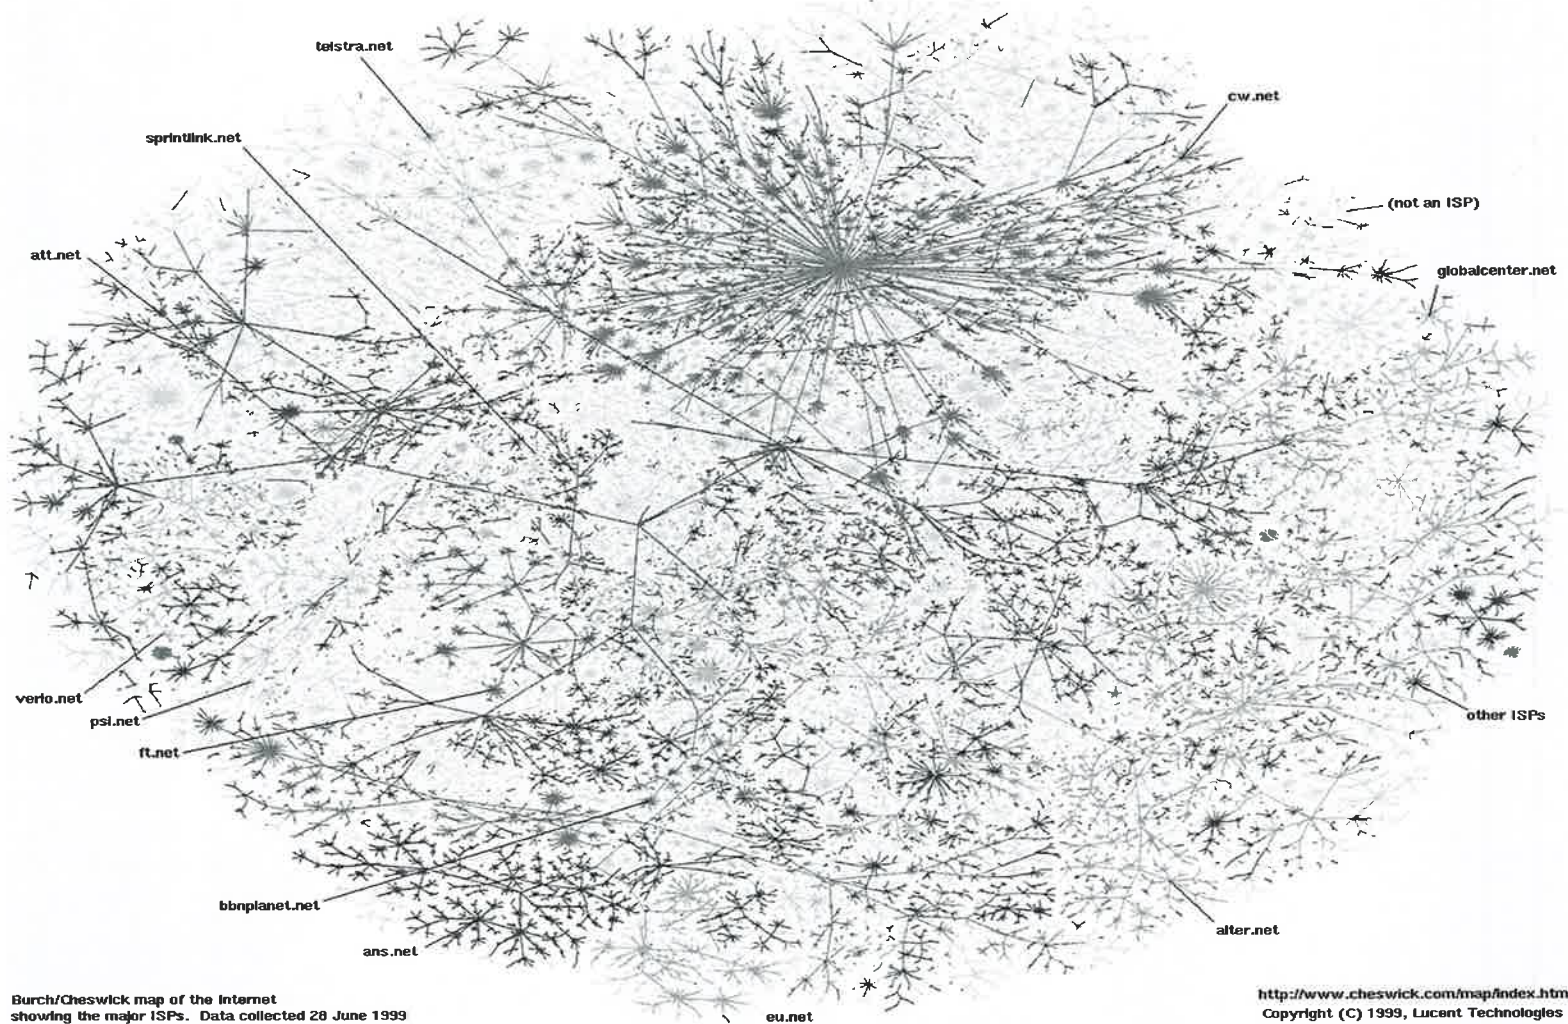 telstra.net
cw.net
sprintlink.net
(not an ISP)
att.net
globalcenter.net
verio.net
psi.net
other ISPs
ft.net
bbnplanet.net
alter.net
ans.net
Burch/Cheswick map of the Internet
showing the major ISPs. Data collected 28 June 1999
eu.net
http://www.cheswick.com/map/index.htm
Copyright (C) 1999, Lucent Technologies